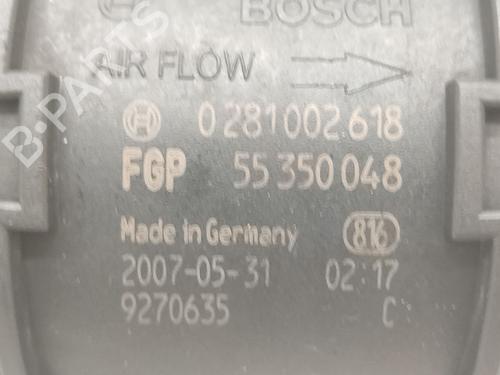 BOSCH
AIR FLOW
0 281 002 618
FGP 55 350 048
Made in Germany 816
2007-05-31 02:17
9270635 C
B-PARTS